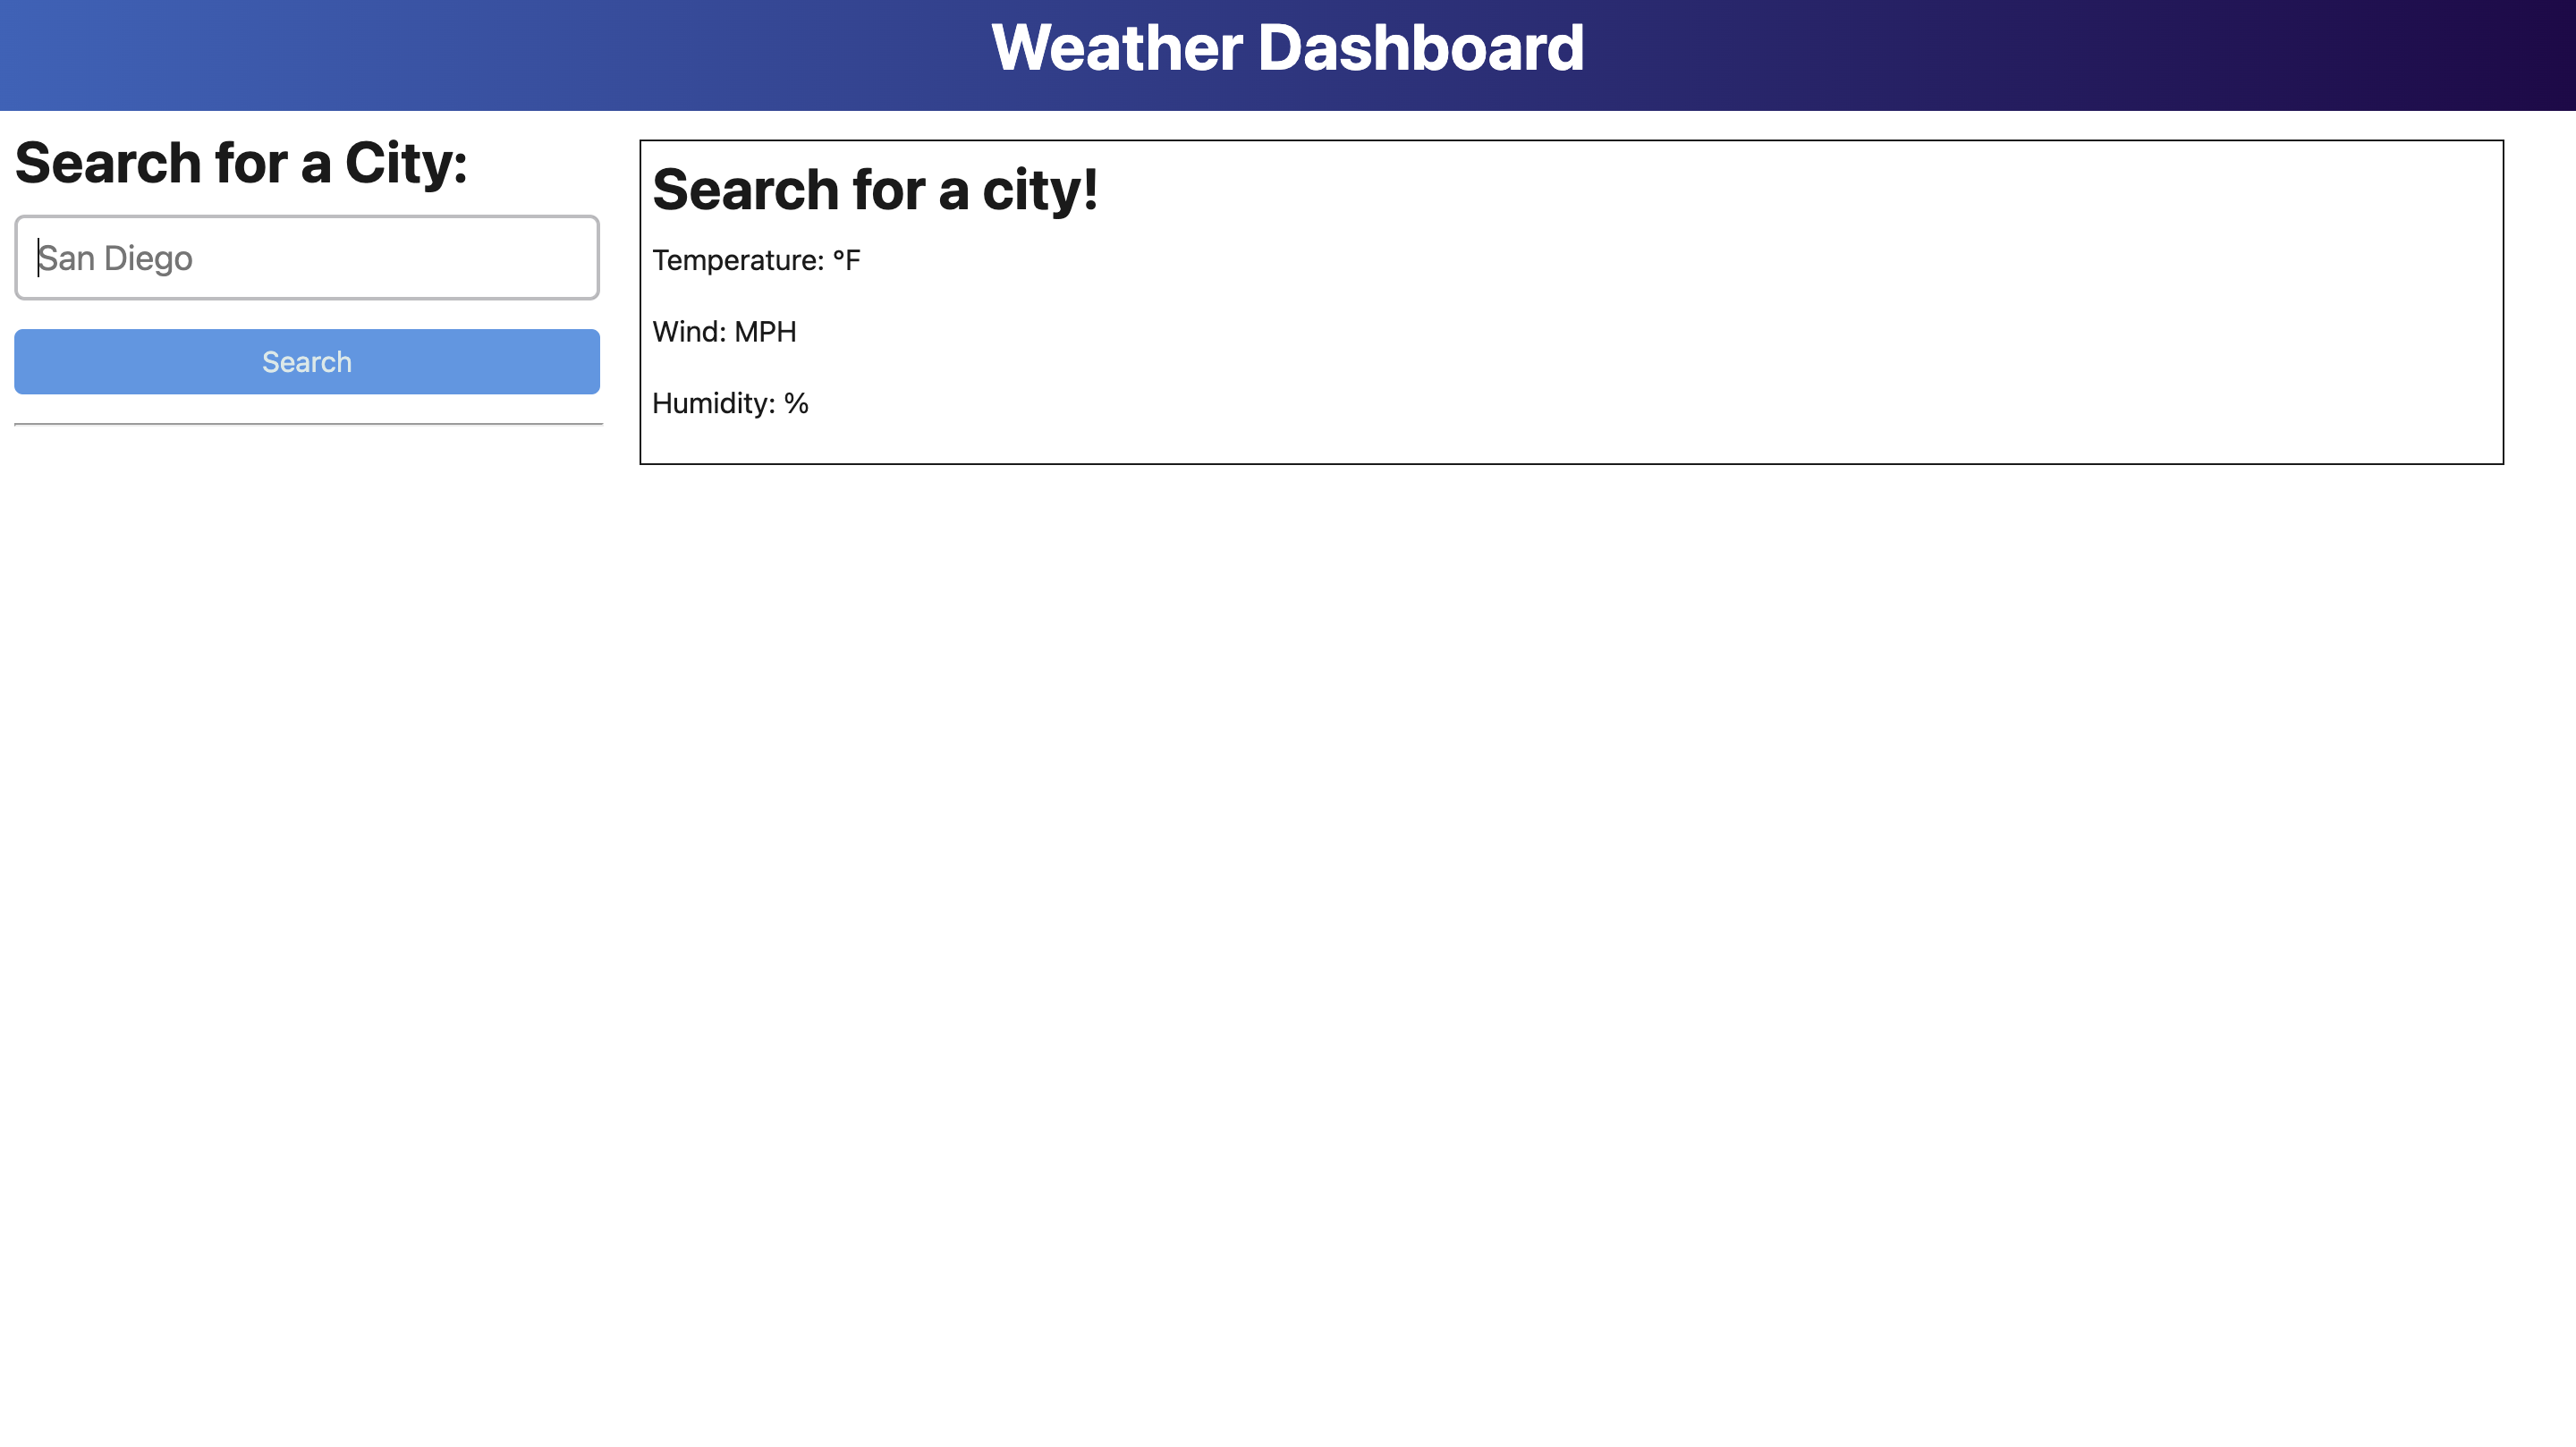 Weather Dashboard
Search for a City:
San Diego
Search
Search for a city!
Temperature: °F
Wind: MPH
Humidity: %